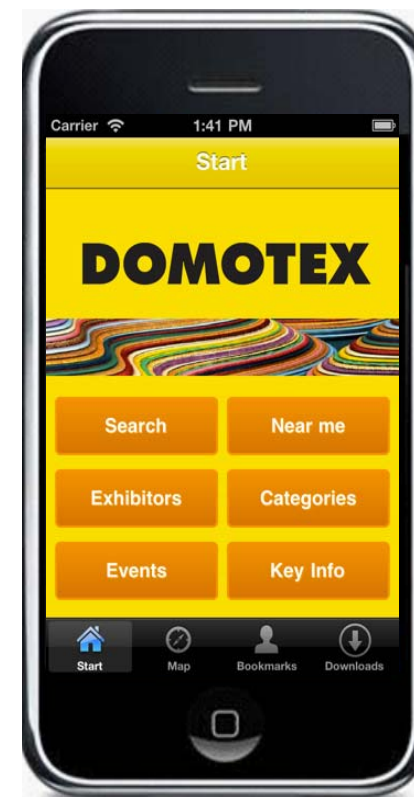 Carrier 1:41 PM
Start
DOMOTEX
Search Near me
Exhibitors Categories
Events Key Info
Start Map Bookmarks Downloads